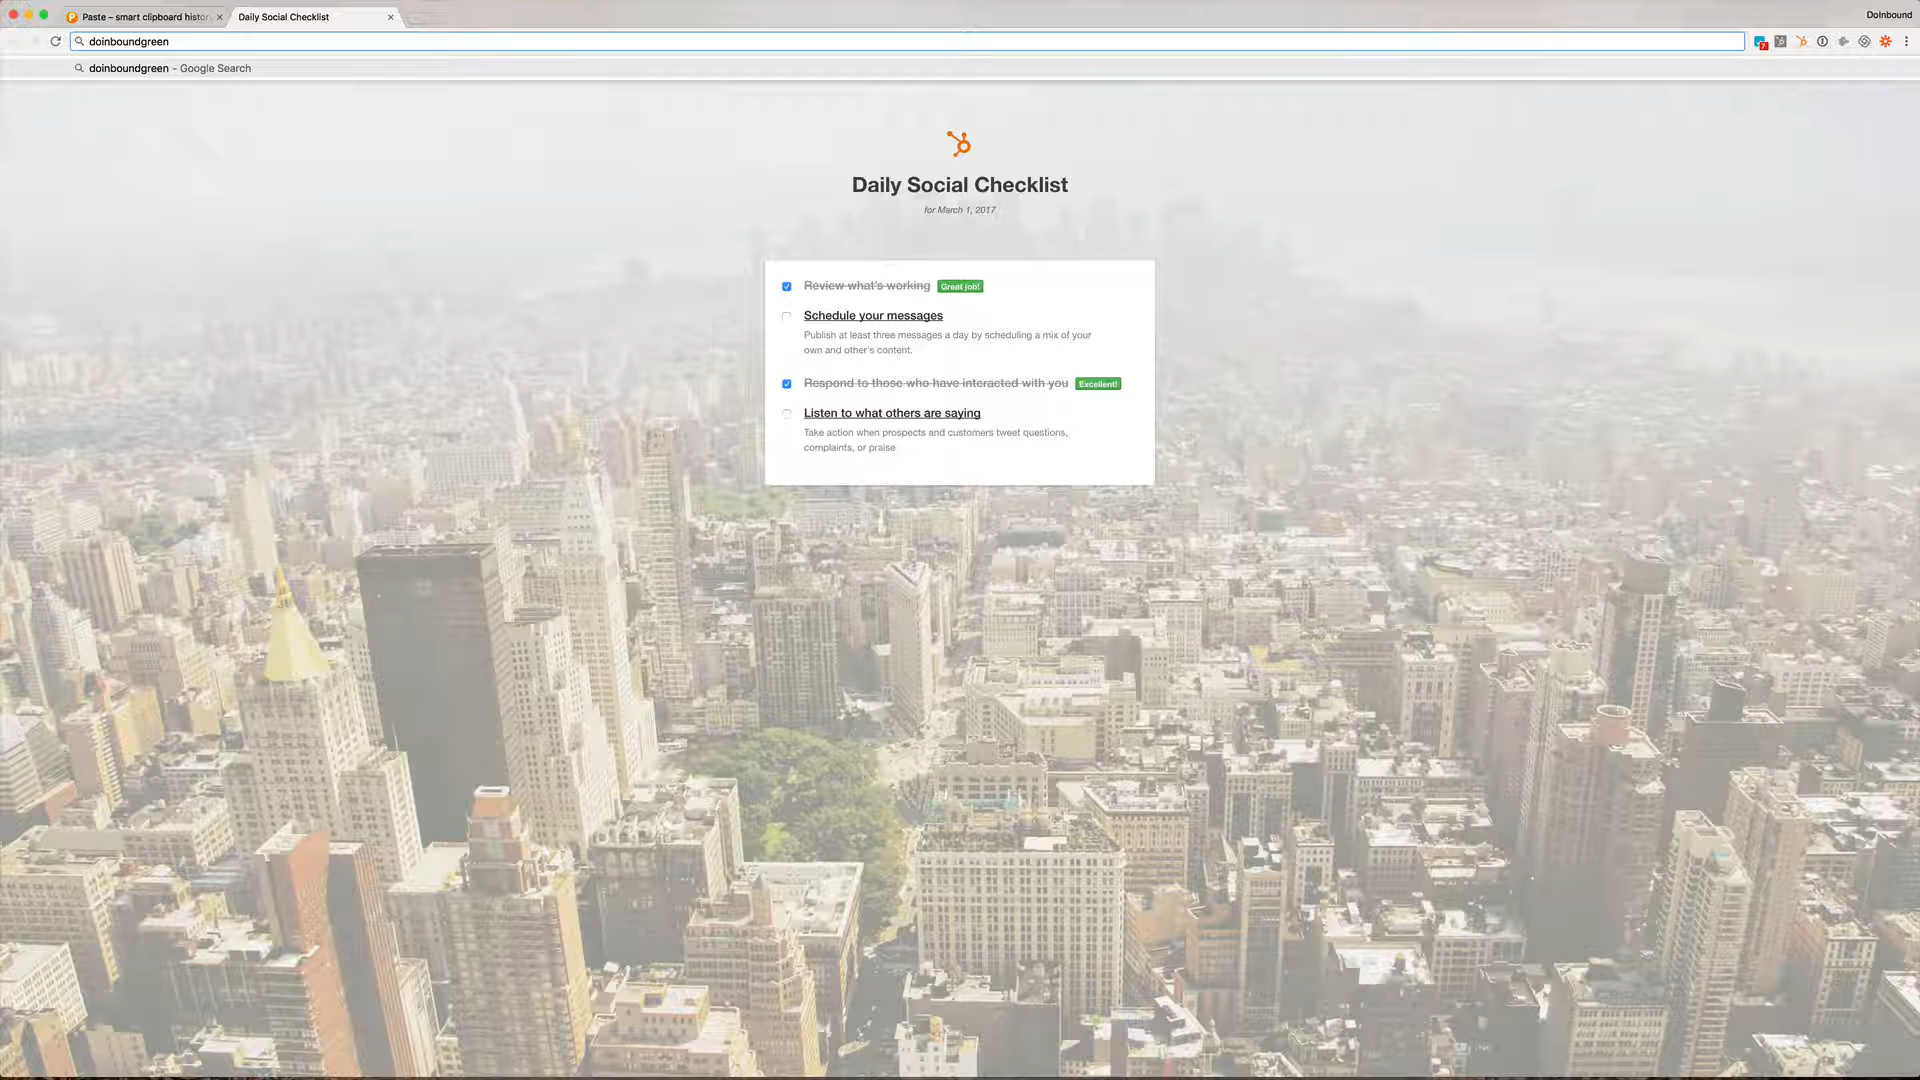 Paste – smart clipboard history
Daily Social Checklist
DoInbound
doinboundgreen
7
doinboundgreen - Google Search
Daily Social Checklist
for March 1, 2017
Review what's working Great job!
Schedule your messages
Publish at least three messages a day by scheduling a mix of your
own and other's content.
Respond to those who have interacted with you Excellent!
Listen to what others are saying
Take action when prospects and customers tweet questions,
complaints, or praise